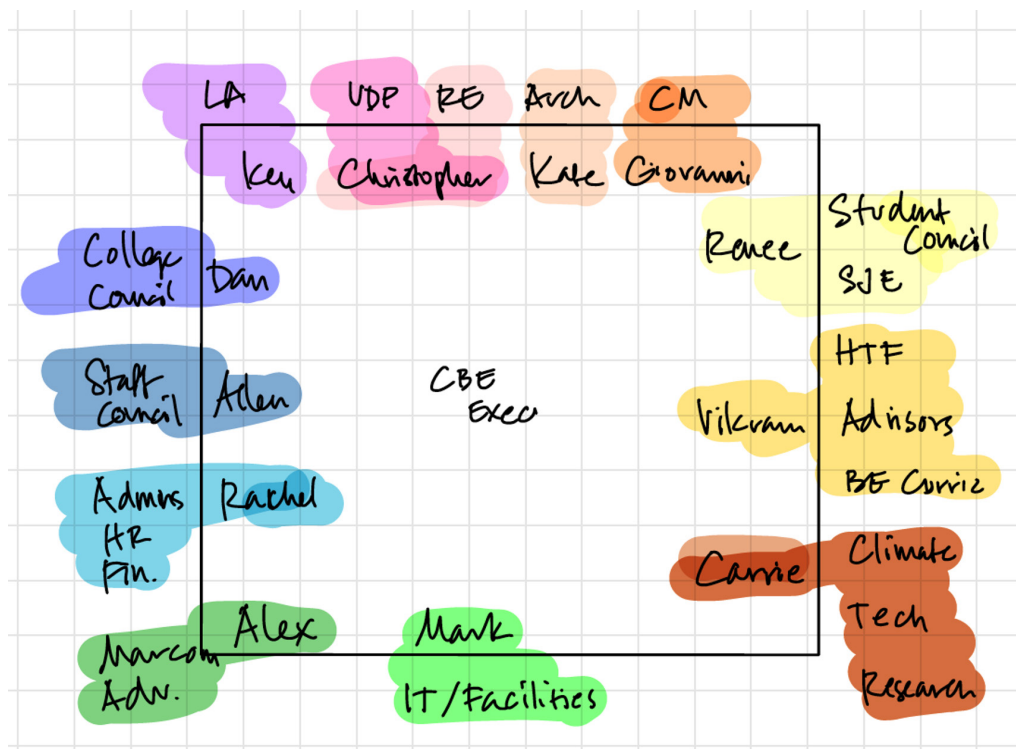 LA
UDP
RE
Arch
CM
Ken
Christopher
Kate
Giovanni
College
Council
Dan
Renee
Student
Council
SJE
Staff
Council
Allen
CBE
Exec
Vikram
HTF
Advisors
BE Curric
Admins
HR
Fin.
Rachel
Carrie
Climate
Tech
Research
Alex
Marcom
Adv.
Mark
IT/Facilities